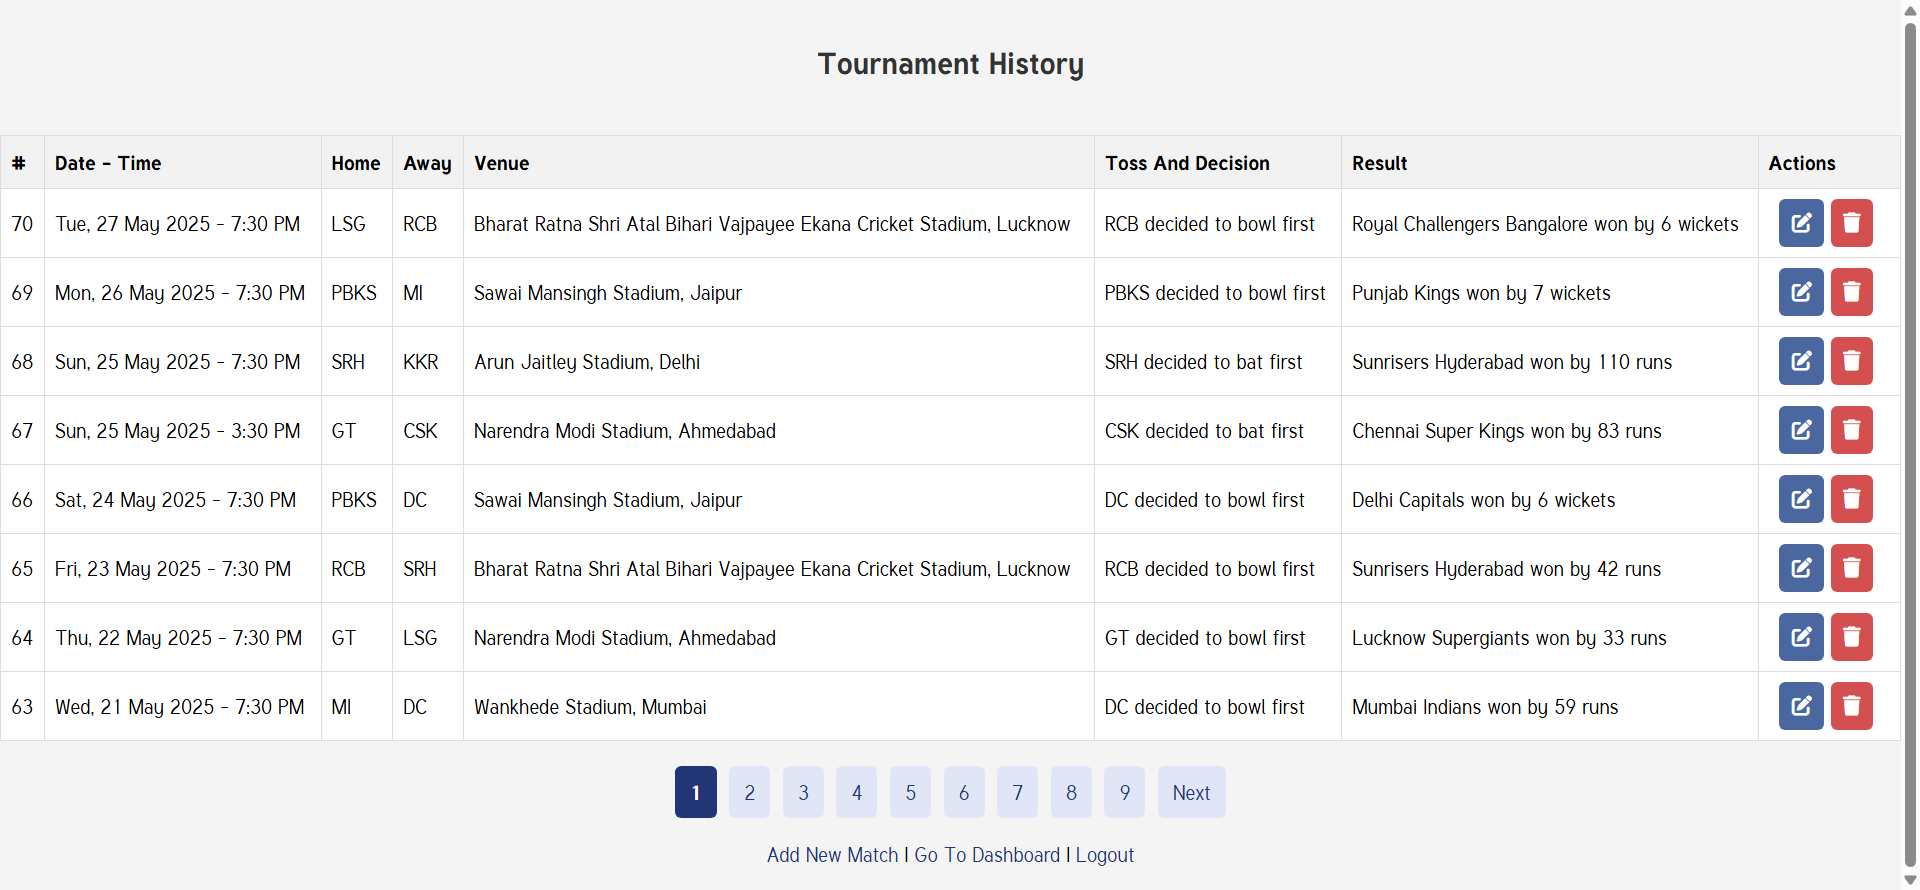 Tournament History
# Date - Time Home Away Venue Toss And Decision Result Actions
70 Tue, 27 May 2025 - 7:30 PM LSG RCB Bharat Ratna Shri Atal Bihari Vajpayee Ekana Cricket Stadium, Lucknow RCB decided to bowl first Royal Challengers Bangalore won by 6 wickets
69 Mon, 26 May 2025 - 7:30 PM PBKS MI Sawai Mansingh Stadium, Jaipur PBKS decided to bowl first Punjab Kings won by 7 wickets
68 Sun, 25 May 2025 - 7:30 PM SRH KKR Arun Jaitley Stadium, Delhi SRH decided to bat first Sunrisers Hyderabad won by 110 runs
67 Sun, 25 May 2025 - 3:30 PM GT CSK Narendra Modi Stadium, Ahmedabad CSK decided to bat first Chennai Super Kings won by 83 runs
66 Sat, 24 May 2025 - 7:30 PM PBKS DC Sawai Mansingh Stadium, Jaipur DC decided to bowl first Delhi Capitals won by 6 wickets
65 Fri, 23 May 2025 - 7:30 PM RCB SRH Bharat Ratna Shri Atal Bihari Vajpayee Ekana Cricket Stadium, Lucknow RCB decided to bowl first Sunrisers Hyderabad won by 42 runs
64 Thu, 22 May 2025 - 7:30 PM GT LSG Narendra Modi Stadium, Ahmedabad GT decided to bowl first Lucknow Supergiants won by 33 runs
63 Wed, 21 May 2025 - 7:30 PM MI DC Wankhede Stadium, Mumbai DC decided to bowl first Mumbai Indians won by 59 runs
1 2 3 4 5 6 7 8 9 Next
Add New Match | Go To Dashboard | Logout